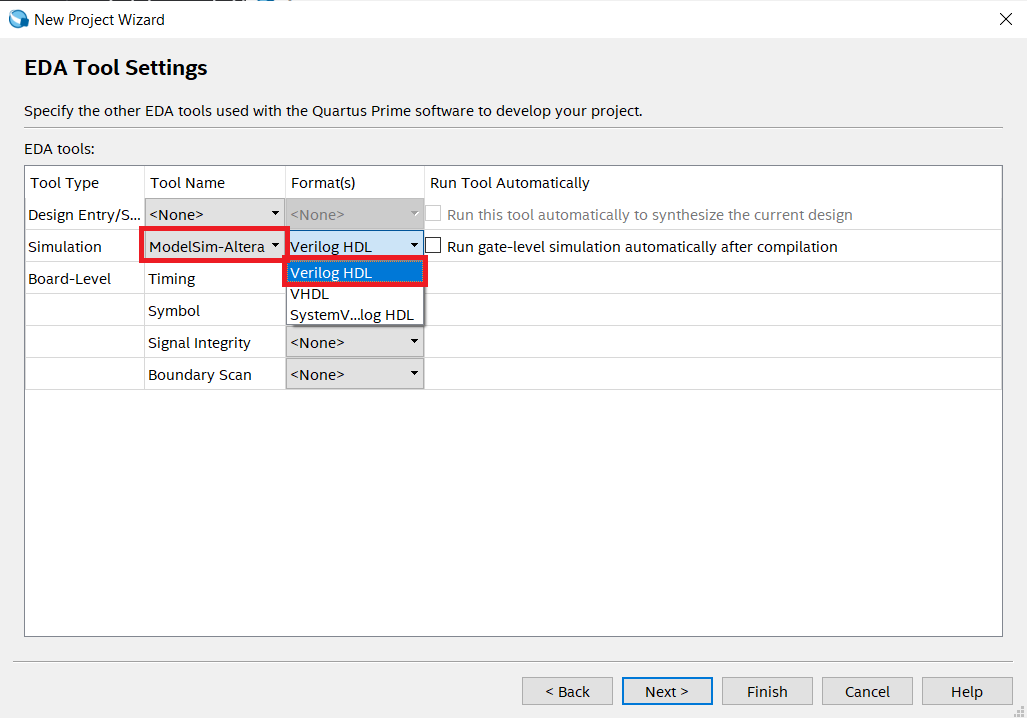 New Project Wizard
EDA Tool Settings
Specify the other EDA tools used with the Quartus Prime software to develop your project.
EDA tools:
Tool Type Tool Name Format(s) Run Tool Automatically
Design Entry/S... <None> <None> Run this tool automatically to synthesize the current design
Simulation ModelSim-Altera Verilog HDL Run gate-level simulation automatically after compilation
Verilog HDL
Board-Level Timing
VHDL
Symbol SystemV...log HDL
Signal Integrity <None>
Boundary Scan <None>
< Back Next > Finish Cancel Help